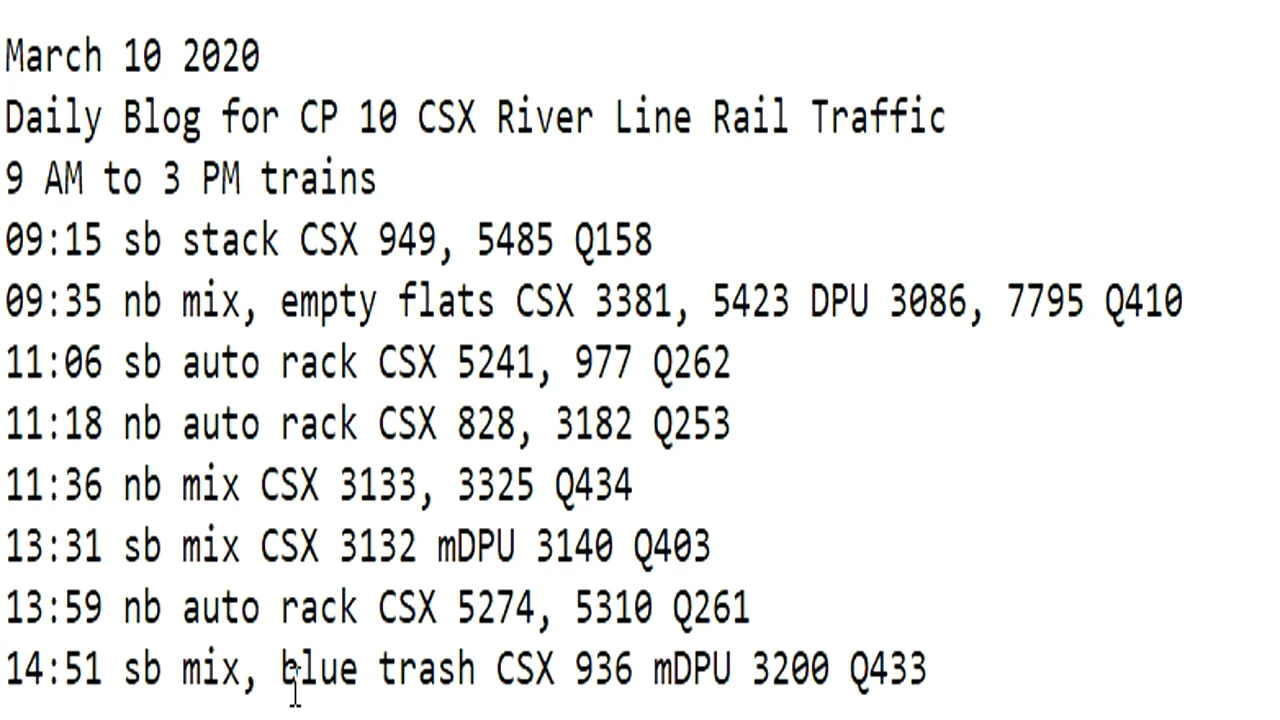 March 10 2020
Daily Blog for CP 10 CSX River Line Rail Traffic
9 AM to 3 PM trains
09:15 sb stack CSX 949, 5485 Q158
09:35 nb mix, empty flats CSX 3381, 5423 DPU 3086, 7795 Q410
11:06 sb auto rack CSX 5241, 977 Q262
11:18 nb auto rack CSX 828, 3182 Q253
11:36 nb mix CSX 3133, 3325 Q434
13:31 sb mix CSX 3132 mDPU 3140 Q403
13:59 nb auto rack CSX 5274, 5310 Q261
14:51 sb mix, blue trash CSX 936 mDPU 3200 Q433